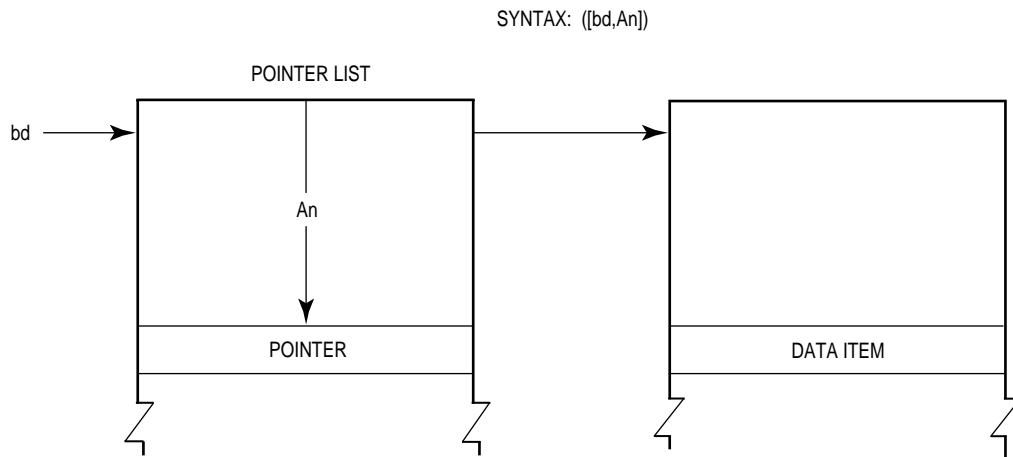 SYNTAX: ([bd,An])
POINTER LIST
bd
An
POINTER
DATA ITEM